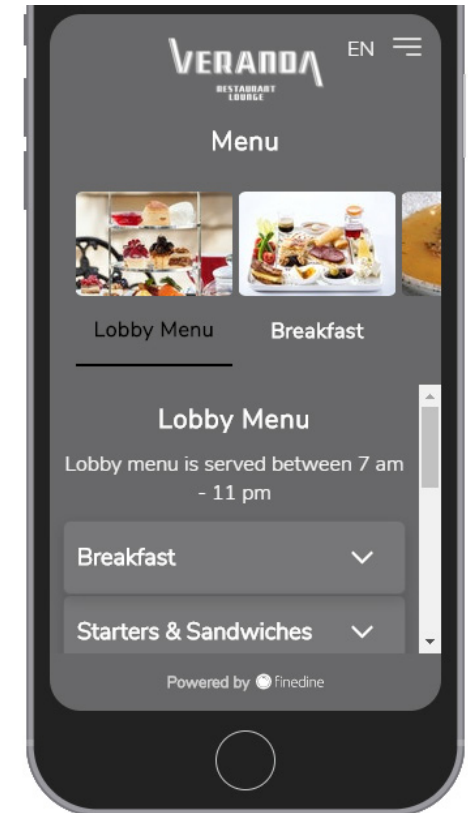 VERANDA
RESTAURANT
LOUNGE
EN
Menu
Lobby Menu
Breakfast
Lobby Menu
Lobby menu is served between 7 am
- 11 pm
Breakfast
Starters & Sandwiches
Powered by finedine